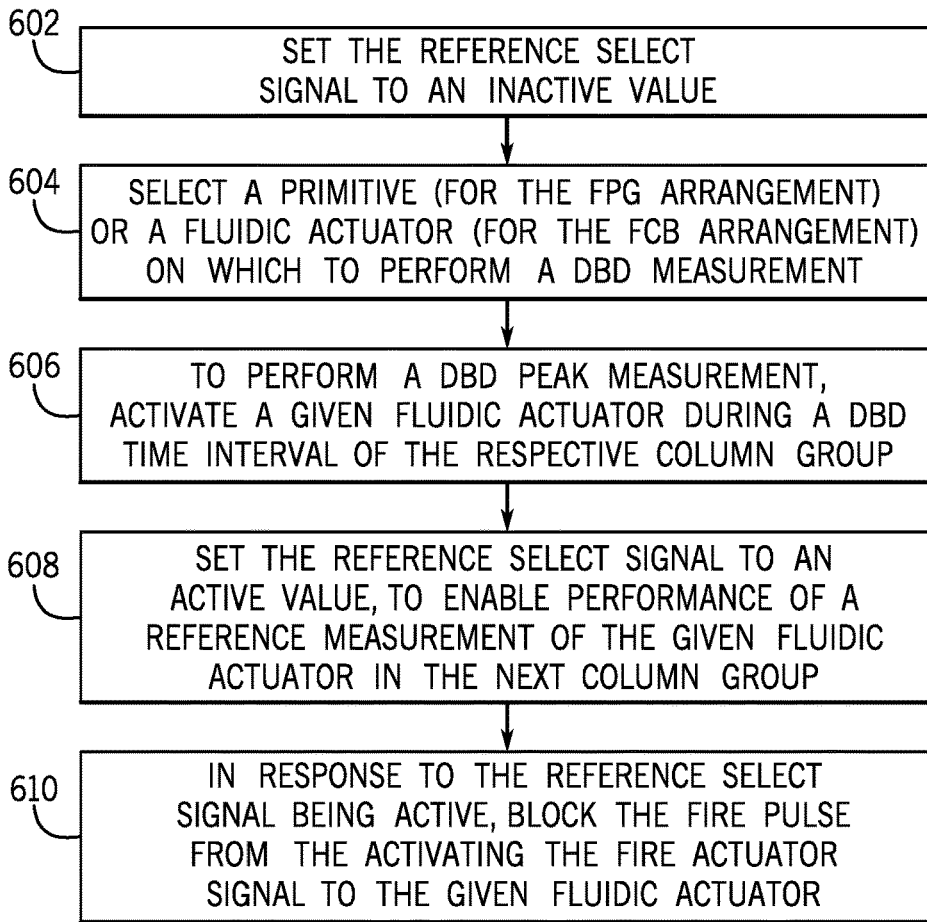 602
SET THE REFERENCE SELECT
SIGNAL TO AN INACTIVE VALUE
604
SELECT A PRIMITIVE (FOR THE FPG ARRANGEMENT)
OR A FLUIDIC ACTUATOR (FOR THE FCB ARRANGEMENT)
ON WHICH TO PERFORM A DBD MEASUREMENT
606
TO PERFORM A DBD PEAK MEASUREMENT,
ACTIVATE A GIVEN FLUIDIC ACTUATOR DURING A DBD
TIME INTERVAL OF THE RESPECTIVE COLUMN GROUP
608
SET THE REFERENCE SELECT SIGNAL TO AN
ACTIVE VALUE, TO ENABLE PERFORMANCE OF A
REFERENCE MEASUREMENT OF THE GIVEN FLUIDIC
ACTUATOR IN THE NEXT COLUMN GROUP
610
IN RESPONSE TO THE REFERENCE SELECT
SIGNAL BEING ACTIVE, BLOCK THE FIRE PULSE
FROM THE ACTIVATING THE FIRE ACTUATOR
SIGNAL TO THE GIVEN FLUIDIC ACTUATOR